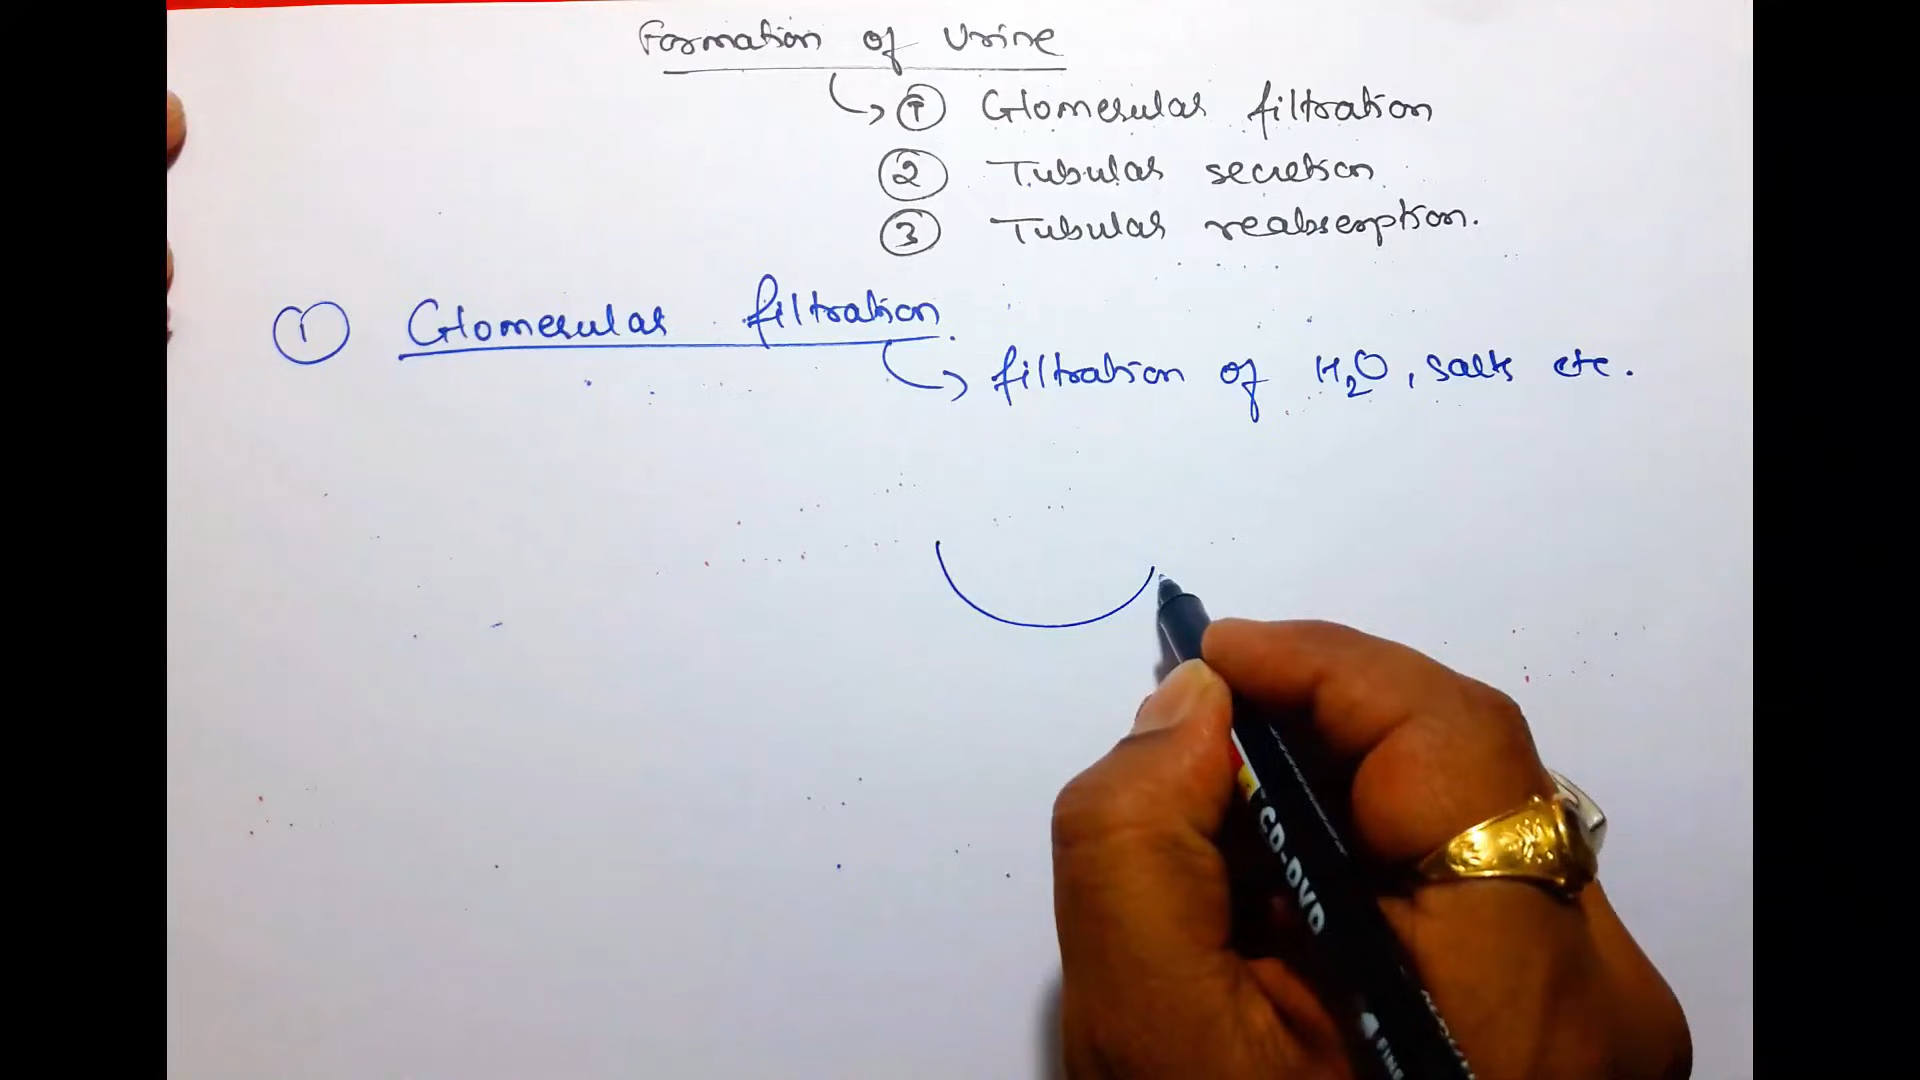 Formation of Urine
① Glomerular filtration
② Tubular secretion
③ Tubular reabsorption.
① Glomerular filtration.
filtration of H₂O, salts etc.
CD-DVD
FINE